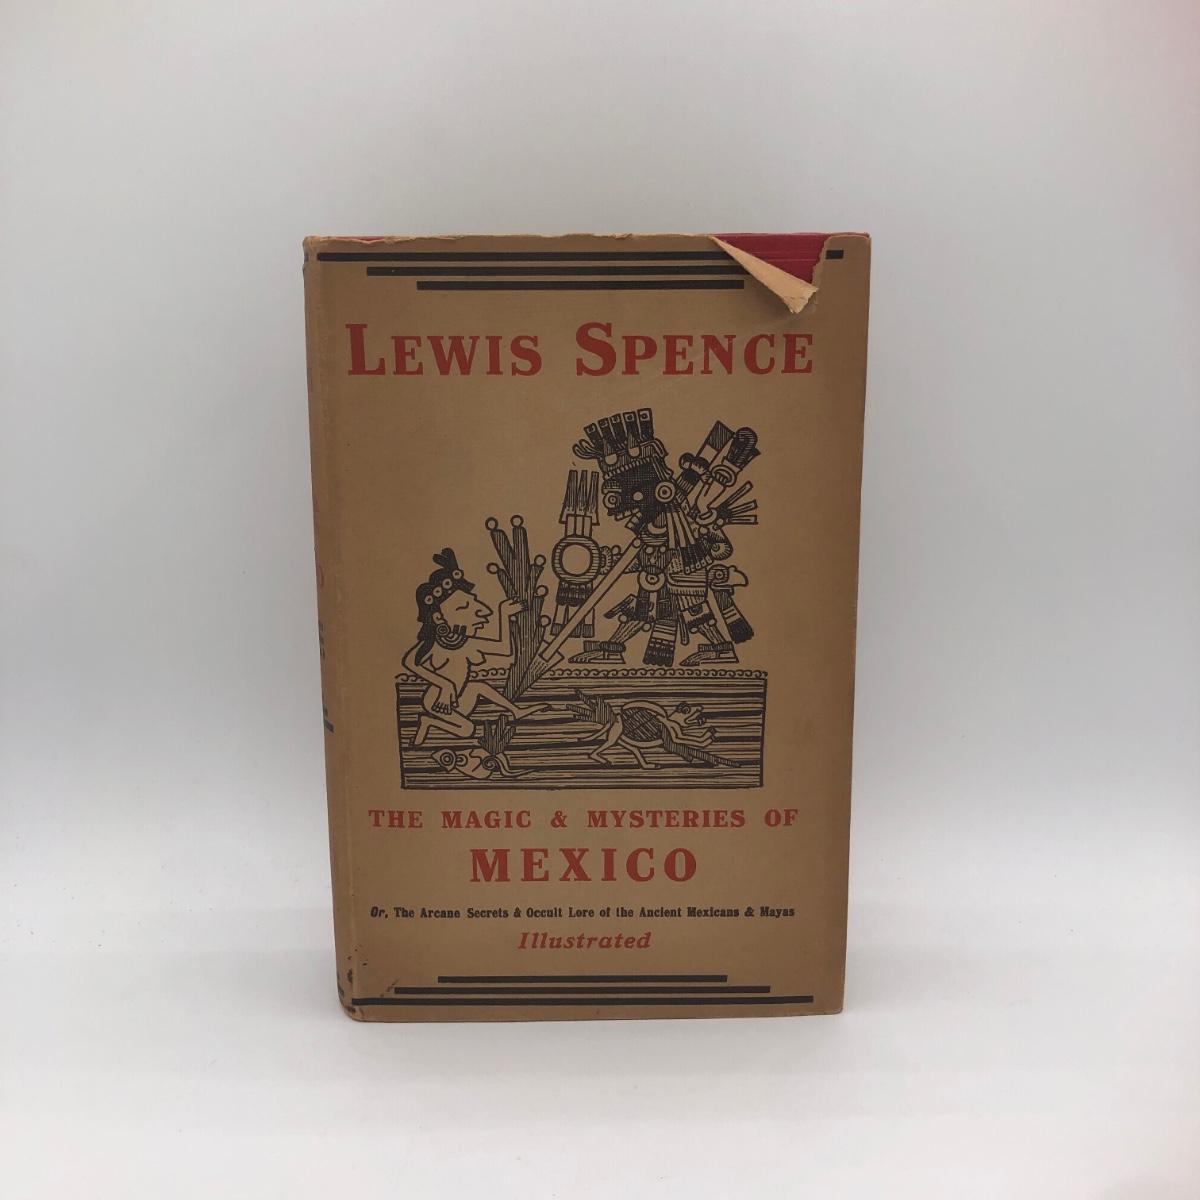 LEWIS SPENCE
THE MAGIC & MYSTERIES OF
MEXICO
Or, The Arcane Secrets & Occult Lore of the Ancient Mexicans & Mayas
Illustrated